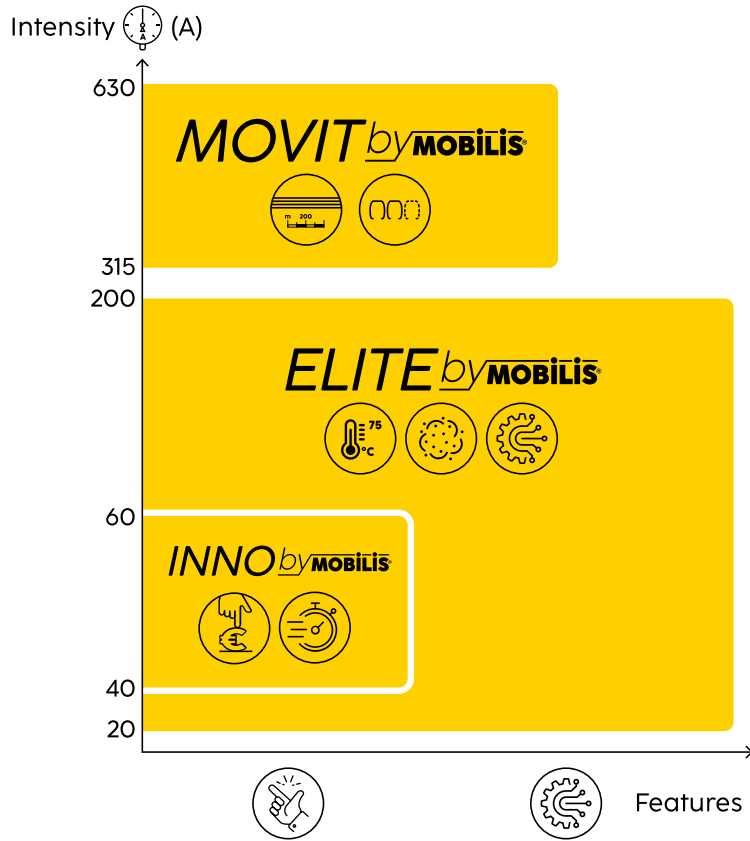 Intensity A (A)
630
MOVIT by MOBiLiS®
m 200
315
200
ELITE by MOBiLiS®
75
°C
60
INNO by MOBiLiS®
€
40
20
Features